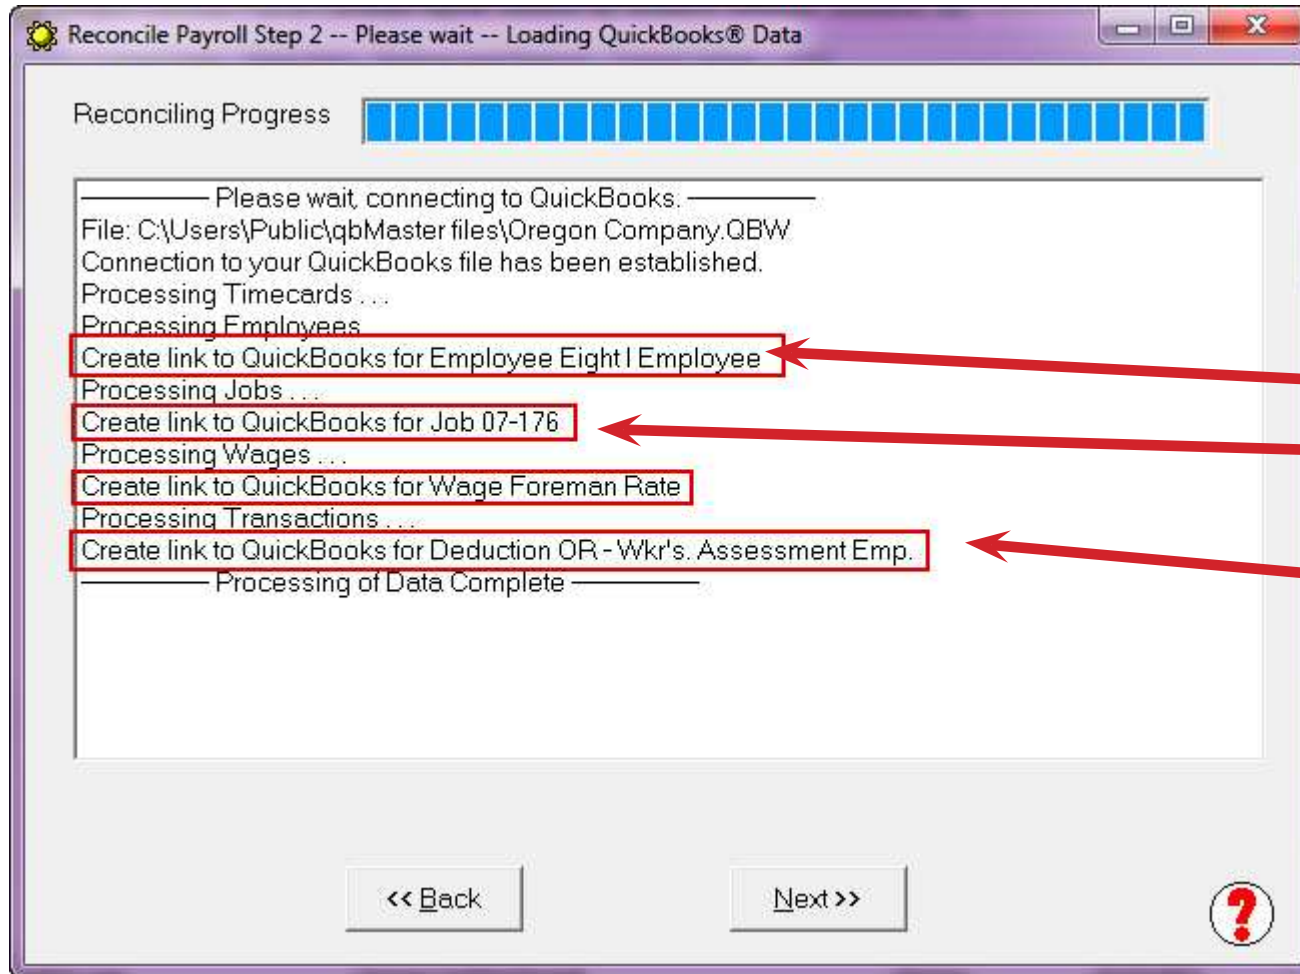 Reconcile Payroll Step 2 -- Please wait -- Loading QuickBooks® Data
Reconciling Progress
Please wait, connecting to QuickBooks.
File: C:\Users\Public\qbMaster files\Oregon Company.QBW
Connection to your QuickBooks file has been established.
Processing Timecards . . .
Processing Employees
Create link to QuickBooks for Employee Eight I Employee
Processing Jobs . . .
Create link to QuickBooks for Job 07-176
Processing Wages . . .
Create link to QuickBooks for Wage Foreman Rate
Processing Transactions . . .
Create link to QuickBooks for Deduction OR - Wkr's. Assessment Emp.
Processing of Data Complete
<< Back
Next >>
?